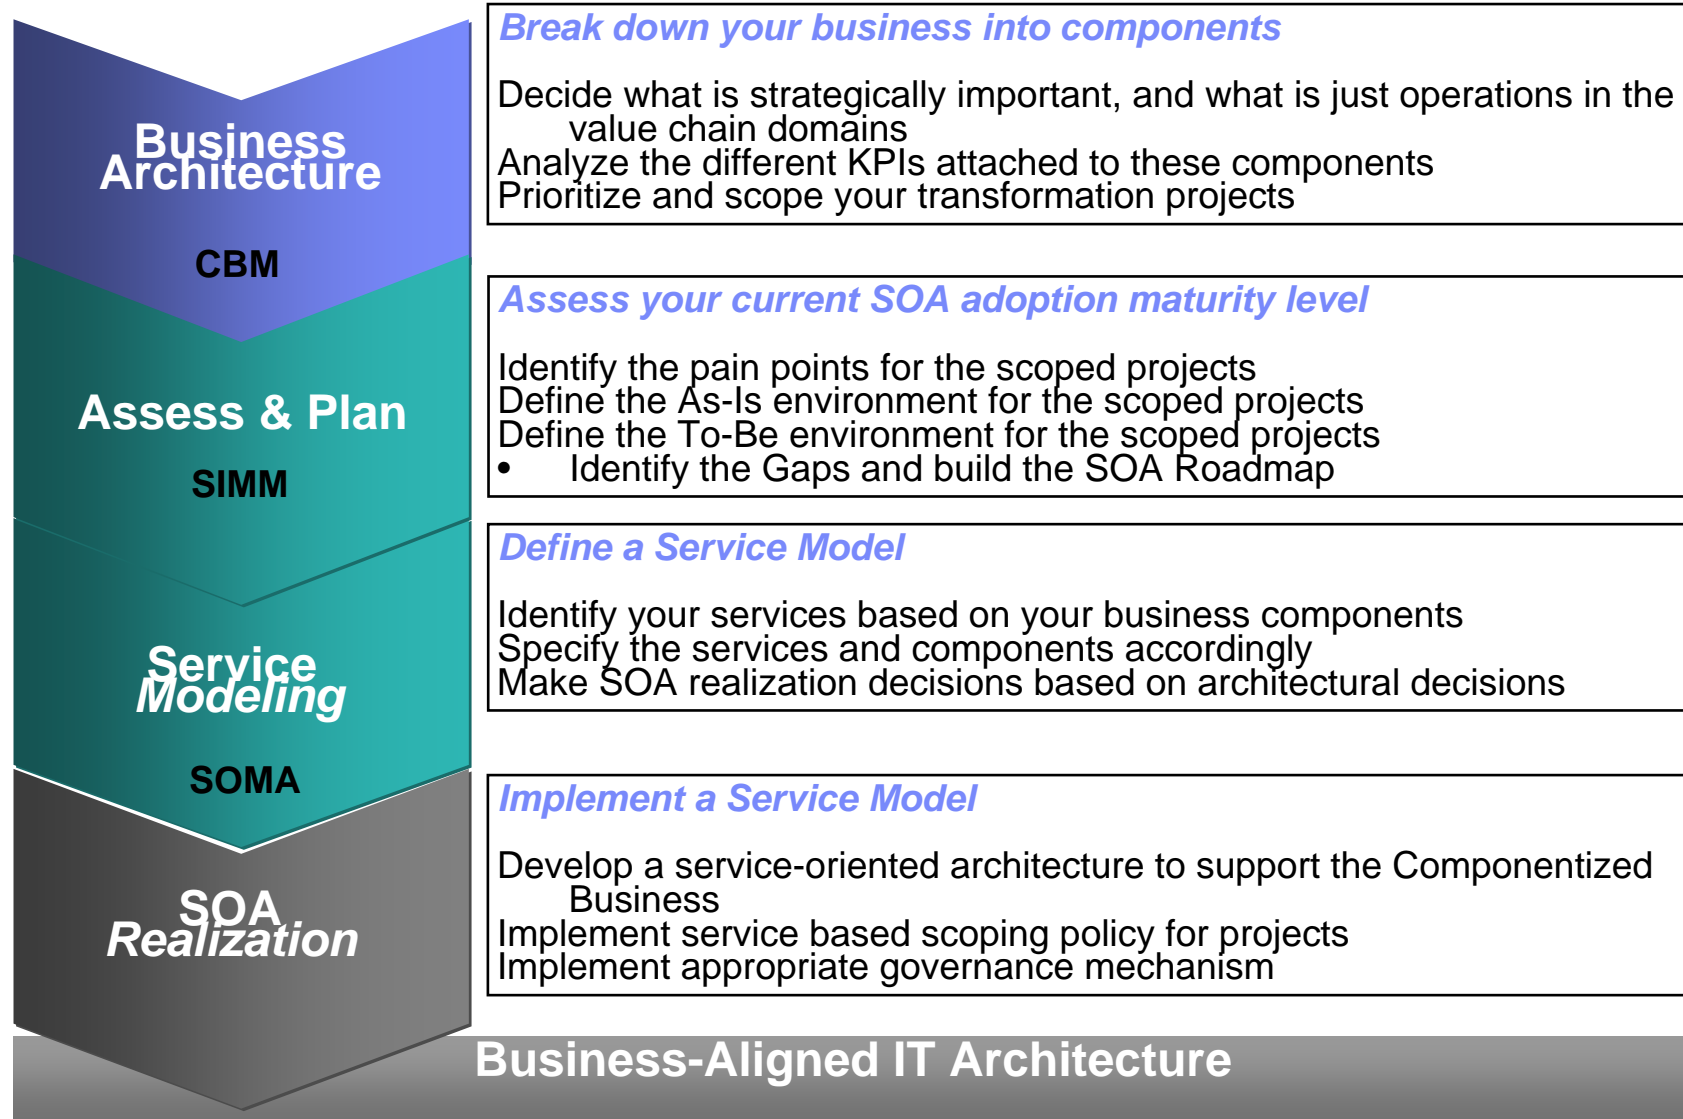 Business
Architecture
CBM
Break down your business into components
Decide what is strategically important, and what is just operations in the
value chain domains
Analyze the different KPIs attached to these components
Prioritize and scope your transformation projects
Assess & Plan
SIMM
Assess your current SOA adoption maturity level
Identify the pain points for the scoped projects
Define the As-Is environment for the scoped projects
Define the To-Be environment for the scoped projects
• Identify the Gaps and build the SOA Roadmap
Service
Modeling
SOMA
Define a Service Model
Identify your services based on your business components
Specify the services and components accordingly
Make SOA realization decisions based on architectural decisions
SOA
Realization
Implement a Service Model
Develop a service-oriented architecture to support the Componentized
Business
Implement service based scoping policy for projects
Implement appropriate governance mechanism
Business-Aligned IT Architecture